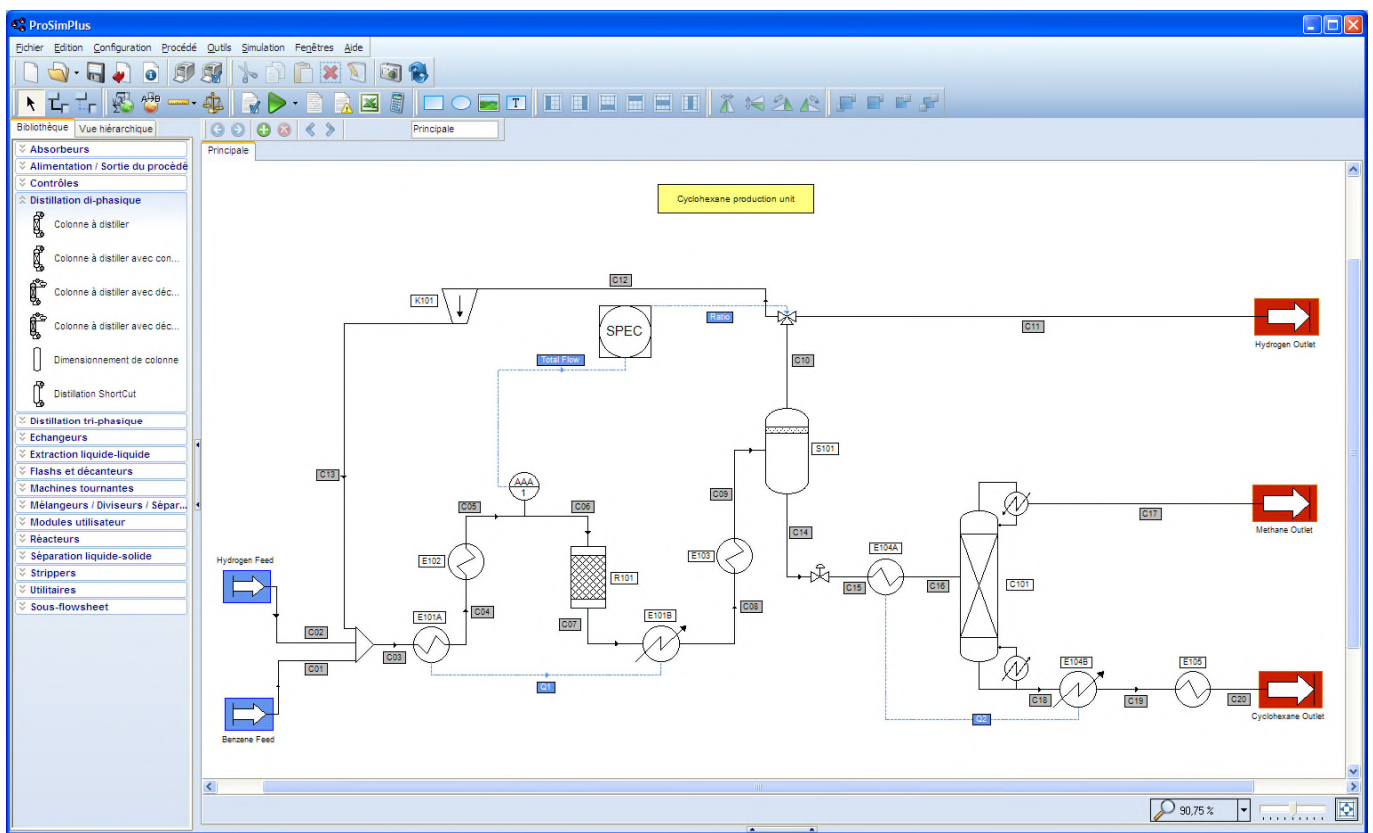 ProSimPlus
Fichier Edition Configuration Procédé Outils Simulation Fenêtres Aide
Bibliothèque Vue hiérarchique
Principale
Principale
Absorbeurs
Alimentation / Sortie du procédé
Contrôles
Distillation di-phasique
Colonne à distiller
Colonne à distiller avec con...
Colonne à distiller avec déc...
Colonne à distiller avec déc...
Dimensionnement de colonne
Distillation ShortCut
Distillation tri-phasique
Echangeurs
Extraction liquide-liquide
Flashs et décanteurs
Machines tournantes
Mélangeurs / Diviseurs / Sépar...
Modules utilisateur
Réacteurs
Séparation liquide-solide
Strippers
Utilitaires
Sous-flowsheet
Cyclohexane production unit
C12
K101
SPEC
Ratio
C11
Hydrogen Outlet
Total Flow
C10
S101
C13
AAA
1
C05
C06
C09
C14
C17
Methane Outlet
Hydrogen Feed
E102
R101
E103
E104A
C15
C16
C101
C04
C07
E101B
C08
E101A
C02
C03
C01
Q1
E104B
E105
C18
C19
C20
Q2
Cyclohexane Outlet
Benzene Feed
90,75 %